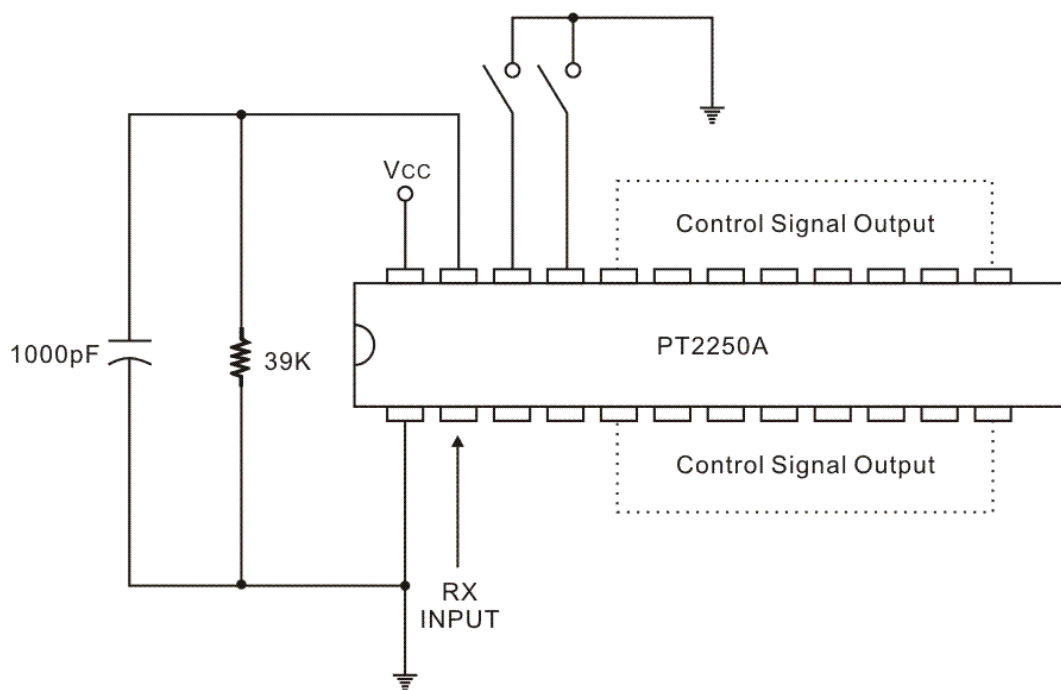 Vcc
Control Signal Output
1000pF
39K
PT2250A
Control Signal Output
RX
INPUT